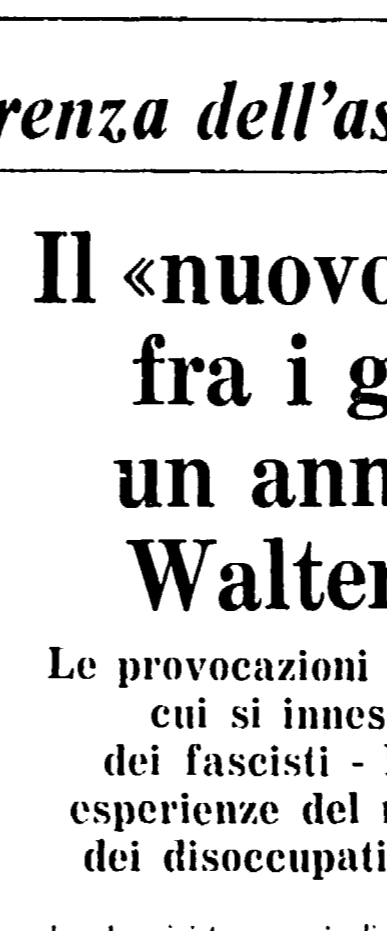 renza dell'as
Il «nuovo
fra i g
un ann
Walter
Le provocazioni
cui si innes
dei fascisti -
esperienze del
dei disoccupati